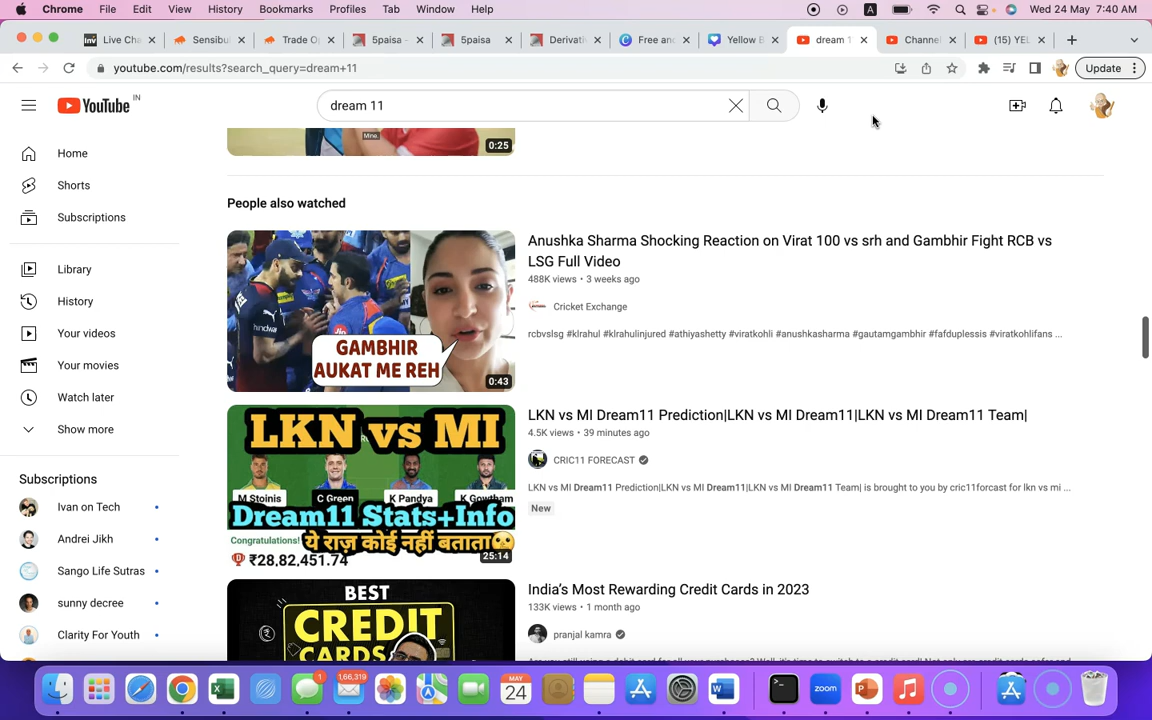 Chrome File Edit View History Bookmarks Profiles Tab Window Help A Wed 24 May 7:40 AM
inv Live Cha Sensibul Trade Op 5paisa - 5paisa Derivati Free and Yellow B dream 1 Channel (15) YEL
youtube.com/results?search_query=dream+11 Update
YouTube IN dream 11
Home
Shorts
Subscriptions
Library
History
Your videos
Your movies
Watch later
Show more
Subscriptions
Ivan on Tech
Andrei Jikh
Sango Life Sutras
sunny decree
Clarity For Youth
Mine.
0:25
People also watched
GAMBHIR
AUKAT ME REH
0:43
Anushka Sharma Shocking Reaction on Virat 100 vs srh and Gambhir Fight RCB vs
LSG Full Video
488K views • 3 weeks ago
Cricket Exchange
rcbvslsg #klrahul #klrahulinjured #athiyashetty #viratkohli #anushkasharma #gautamgambhir #fafduplessis #viratkohlifans ...
LKN vs MI
M Stoinis C Green K Pandya K Gowtham
Dream11 Stats+Info
Congratulations! ये राज़ कोई नहीं बताता
₹28,82,451.74
25:14
LKN vs MI Dream11 Prediction|LKN vs MI Dream11|LKN vs MI Dream11 Team|
4.5K views • 39 minutes ago
CRIC11 FORECAST
LKN vs MI Dream11 Prediction|LKN vs MI Dream11|LKN vs MI Dream11 Team| is brought to you by cric11forcast for lkn vs mi ...
New
BEST
CREDIT
CARDS
India's Most Rewarding Credit Cards in 2023
133K views • 1 month ago
pranjal kamra
1 1,66,319 MAY 24 zoom